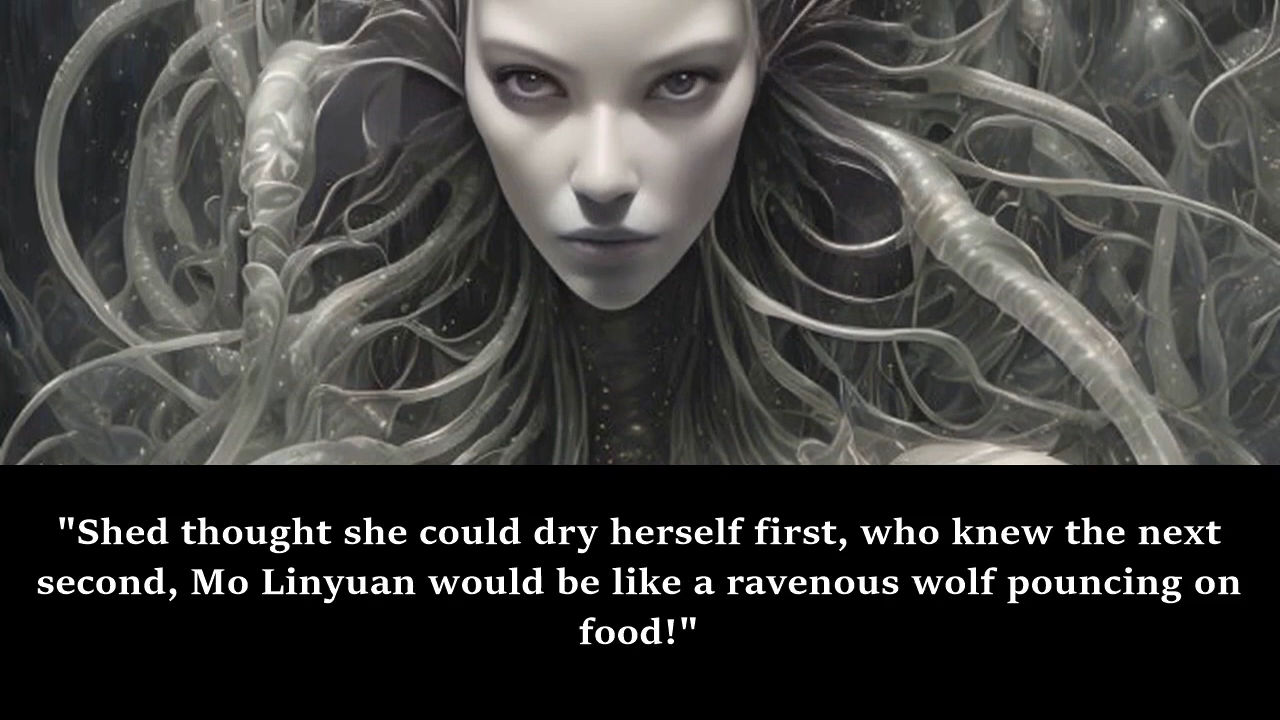 "Shed thought she could dry herself first, who knew the next
second, Mo Linyuan would be like a ravenous wolf pouncing on
food!"